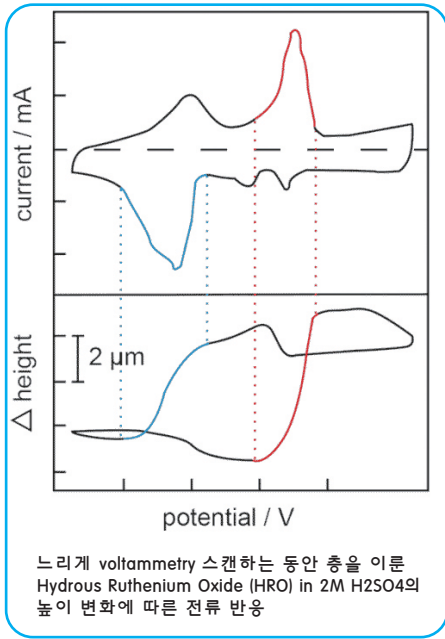 current / mA
Δ height
2 μm
potential / V
느리게 voltammetry 스캔하는 동안 층을 이룬
Hydrous Ruthenium Oxide (HRO) in 2M H2SO4의
높이 변화에 따른 전류 반응